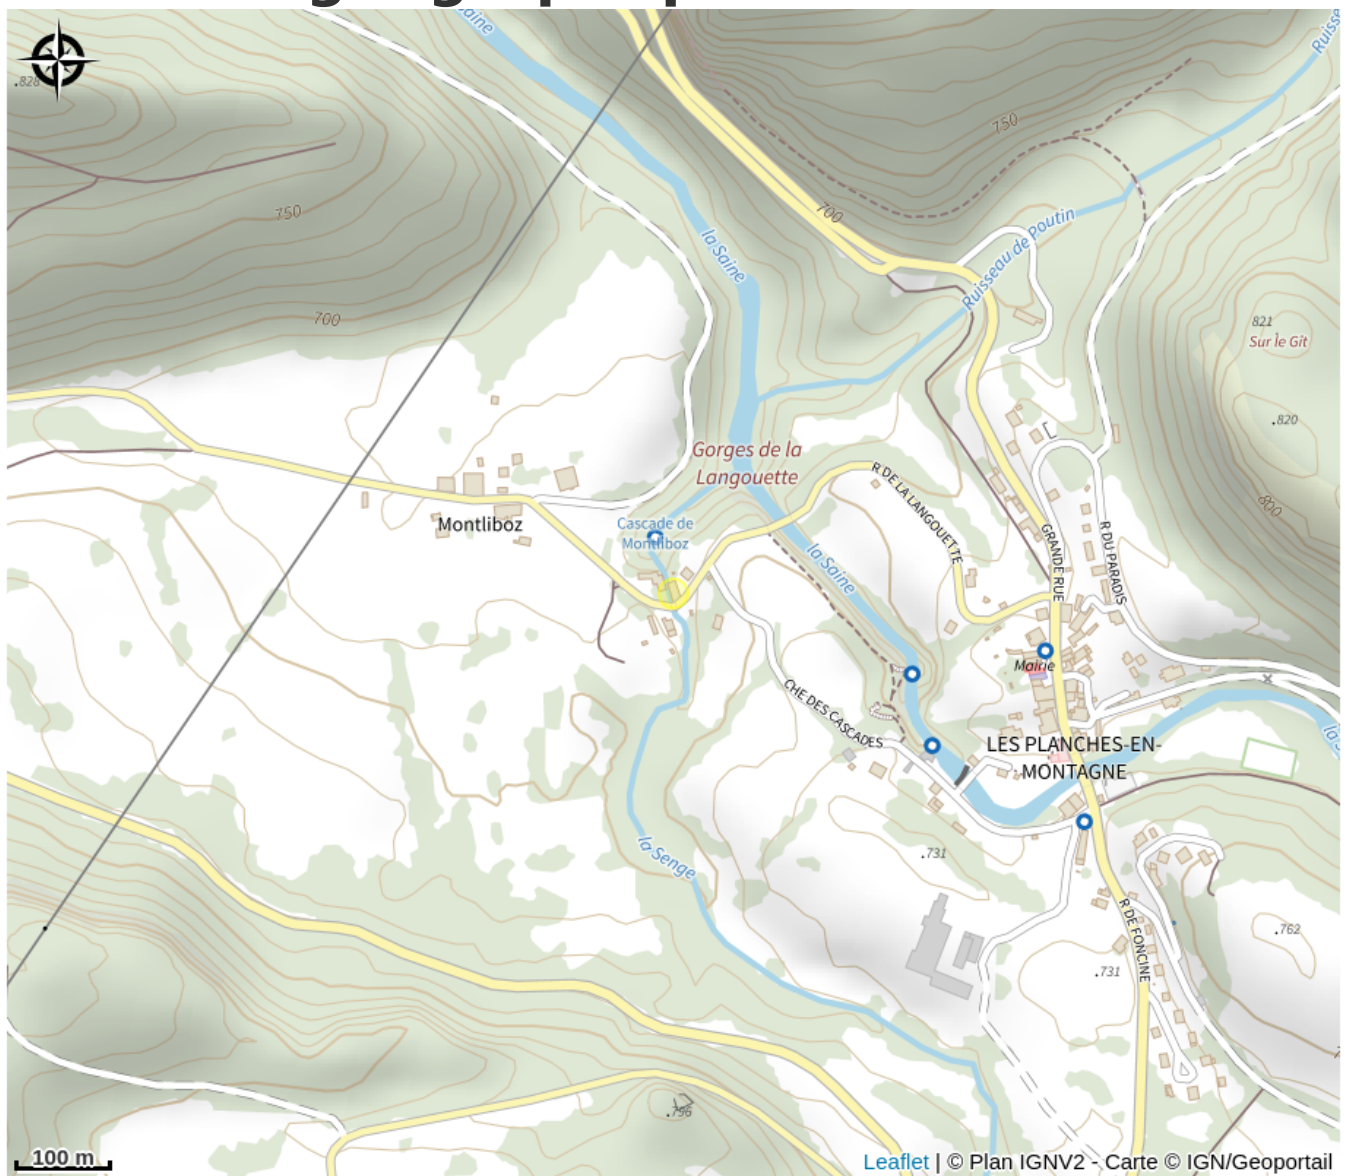 la Saine
.828
750
700
750
700
Ruisseau de Poutin
821
Sur le Gît
.820
800
Gorges de la
Langouette
R DE LA LANGOUETTE
Montliboz
Cascade de
Montliboz
la Saine
GRANDE RUE
R DU PARADIS
Mairie
CHE DES CASCADES
LES PLANCHES-EN-
MONTAGNE
la Senge
.731
R DE FONCINE
.762
.731
.796
100 m
Leaflet | © Plan IGNV2 - Carte © IGN/Geoportail